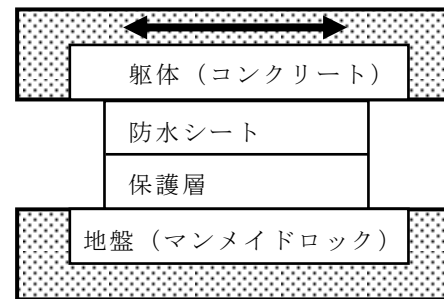 躯体（コンクリート）
防水シート
保護層
地盤（マンメイドロック）